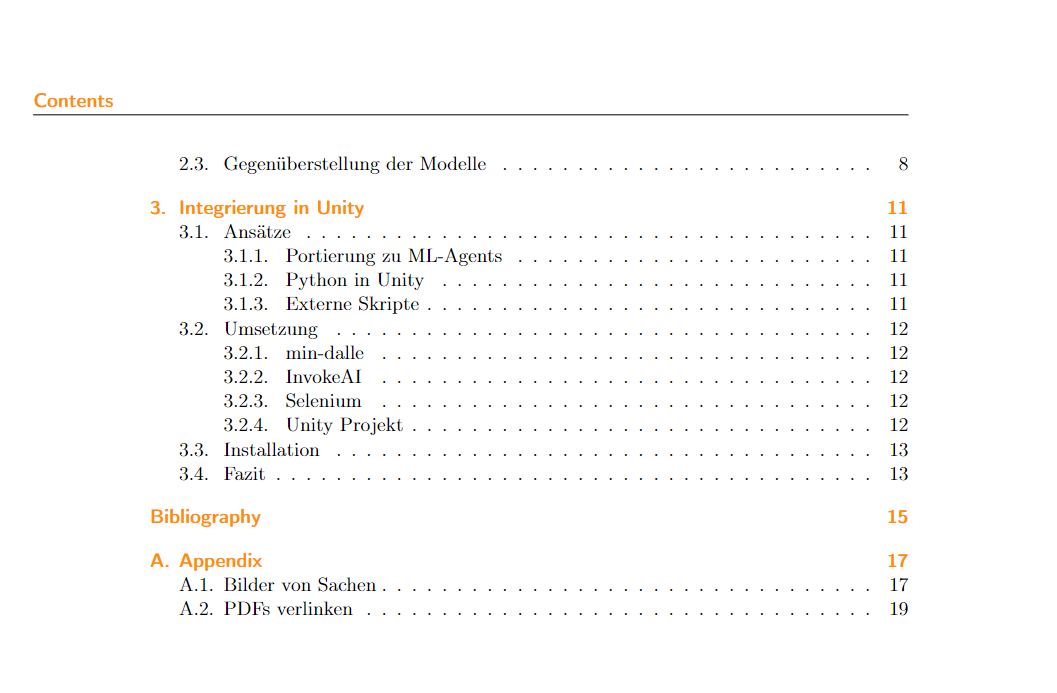 Contents
2.3. Gegenüberstellung der Modelle . . . . . . . . . . . . . . . . . . . . . . . . . 8
3. Integrierung in Unity 11
3.1. Ansätze . . . . . . . . . . . . . . . . . . . . . . . . . . . . . . . . . . . . . . 11
3.1.1. Portierung zu ML-Agents . . . . . . . . . . . . . . . . . . . . . . . . 11
3.1.2. Python in Unity . . . . . . . . . . . . . . . . . . . . . . . . . . . . . 11
3.1.3. Externe Skripte . . . . . . . . . . . . . . . . . . . . . . . . . . . . . . 11
3.2. Umsetzung . . . . . . . . . . . . . . . . . . . . . . . . . . . . . . . . . . . . 12
3.2.1. min-dalle . . . . . . . . . . . . . . . . . . . . . . . . . . . . . . . . . 12
3.2.2. InvokeAI . . . . . . . . . . . . . . . . . . . . . . . . . . . . . . . . . 12
3.2.3. Selenium . . . . . . . . . . . . . . . . . . . . . . . . . . . . . . . . . 12
3.2.4. Unity Projekt . . . . . . . . . . . . . . . . . . . . . . . . . . . . . . . 12
3.3. Installation . . . . . . . . . . . . . . . . . . . . . . . . . . . . . . . . . . . . 13
3.4. Fazit . . . . . . . . . . . . . . . . . . . . . . . . . . . . . . . . . . . . . . . . 13
Bibliography 15
A. Appendix 17
A.1. Bilder von Sachen . . . . . . . . . . . . . . . . . . . . . . . . . . . . . . . . . 17
A.2. PDFs verlinken . . . . . . . . . . . . . . . . . . . . . . . . . . . . . . . . . . 19